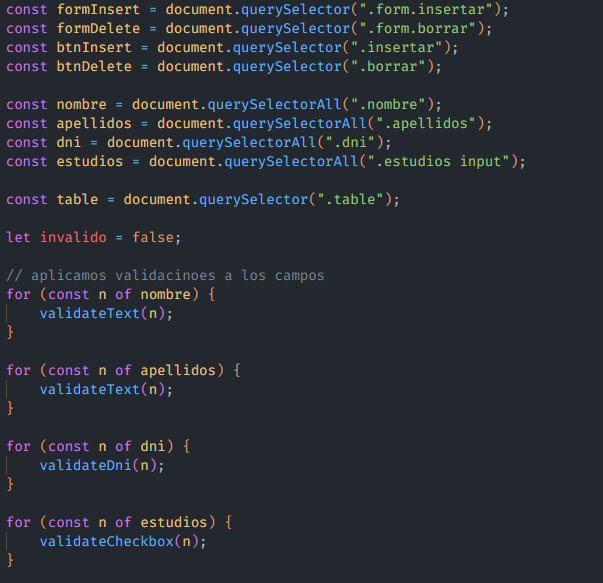 const formInsert = document.querySelector(".form.insertar");
const formDelete = document.querySelector(".form.borrar");
const btnInsert = document.querySelector(".insertar");
const btnDelete = document.querySelector(".borrar");

const nombre = document.querySelectorAll(".nombre");
const apellidos = document.querySelectorAll(".apellidos");
const dni = document.querySelectorAll(".dni");
const estudios = document.querySelectorAll(".estudios input");

const table = document.querySelector(".table");

let invalido = false;

// aplicamos validacinoes a los campos
for (const n of nombre) {
    validateText(n);
}

for (const n of apellidos) {
    validateText(n);
}

for (const n of dni) {
    validateDni(n);
}

for (const n of estudios) {
    validateCheckbox(n);
}